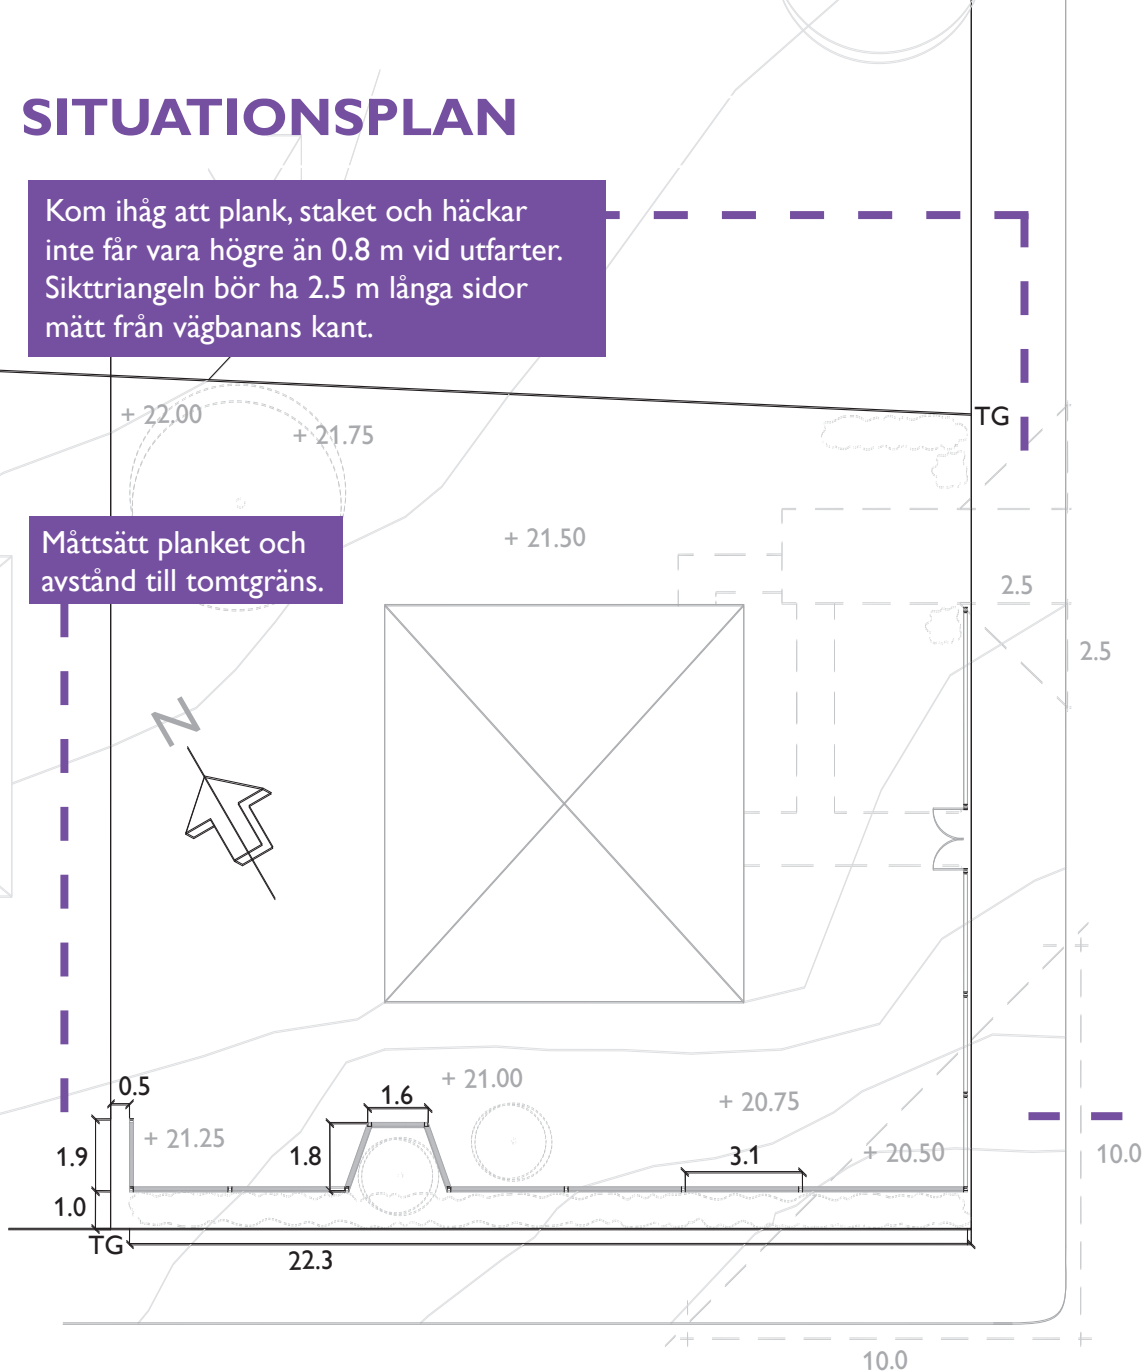 SITUATIONSPLAN
Kom ihåg att plank, staket och häckar
inte får vara högre än 0.8 m vid utfarter.
Sikttriangeln bör ha 2.5 m långa sidor
mätt från vägbanans kant.
+ 22.00
+ 21.75
TG
Måttsätt planket och
avstånd till tomtgräns.
+ 21.50
2.5
2.5
N
0.5
1.6
+ 21.00
+ 20.75
+ 21.25
1.9
1.8
3.1
+ 20.50
10.0
1.0
TG
22.3
10.0